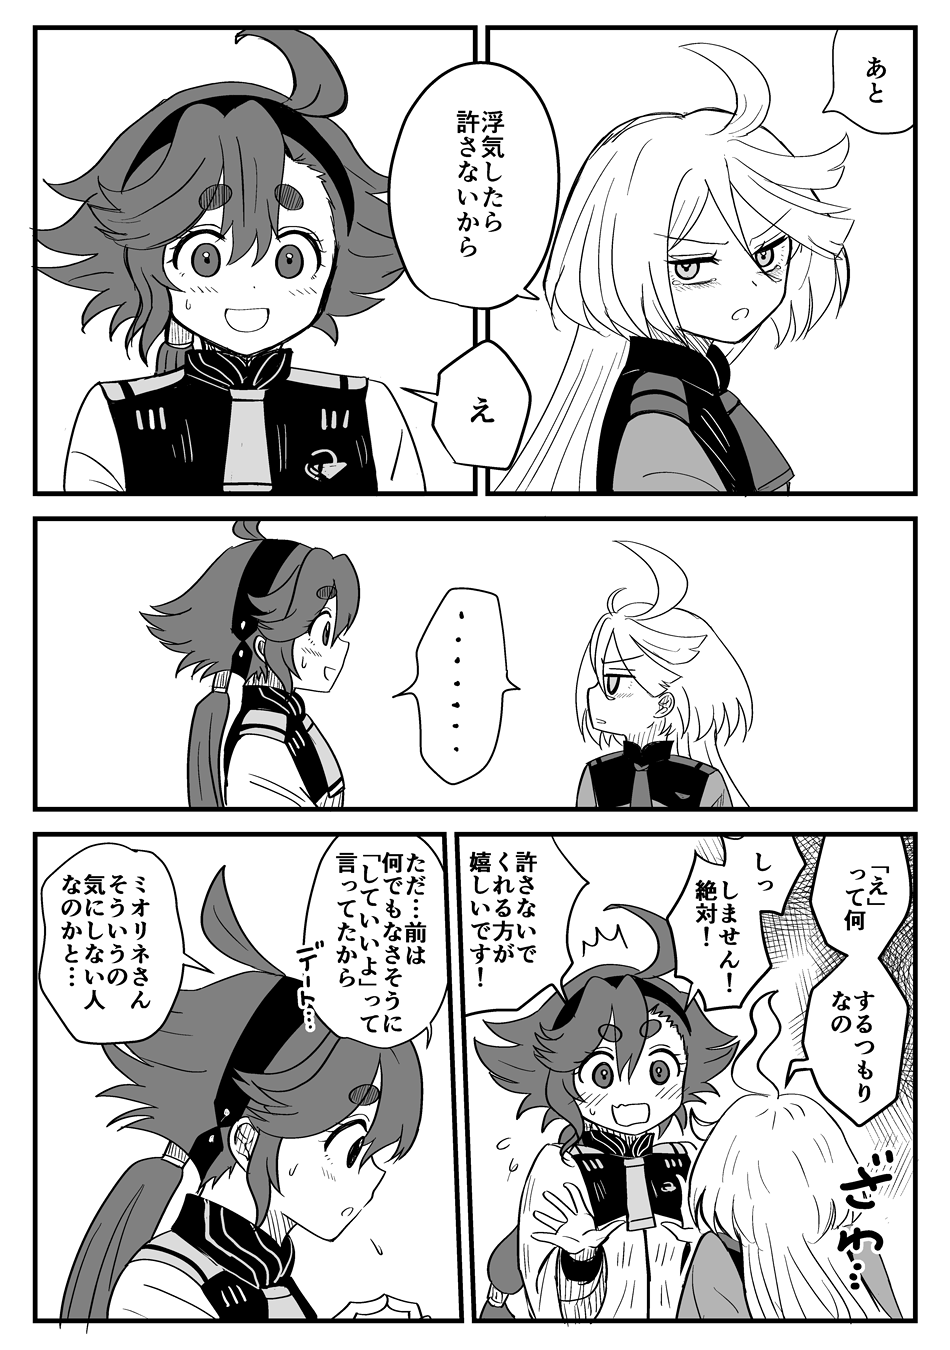 あと
浮気したら
許さないから
え
・・・・・・・
「え」
って何
するつもり
なの
ざわ…
しっ
しません！
絶対！
許さないで
くれる方が
嬉しいです！
ただ…前は
何でもなさそうに
「していいよ」って
言ってたから
デート…
ミオリネさん
そういうの
気にしない人
なのかと…